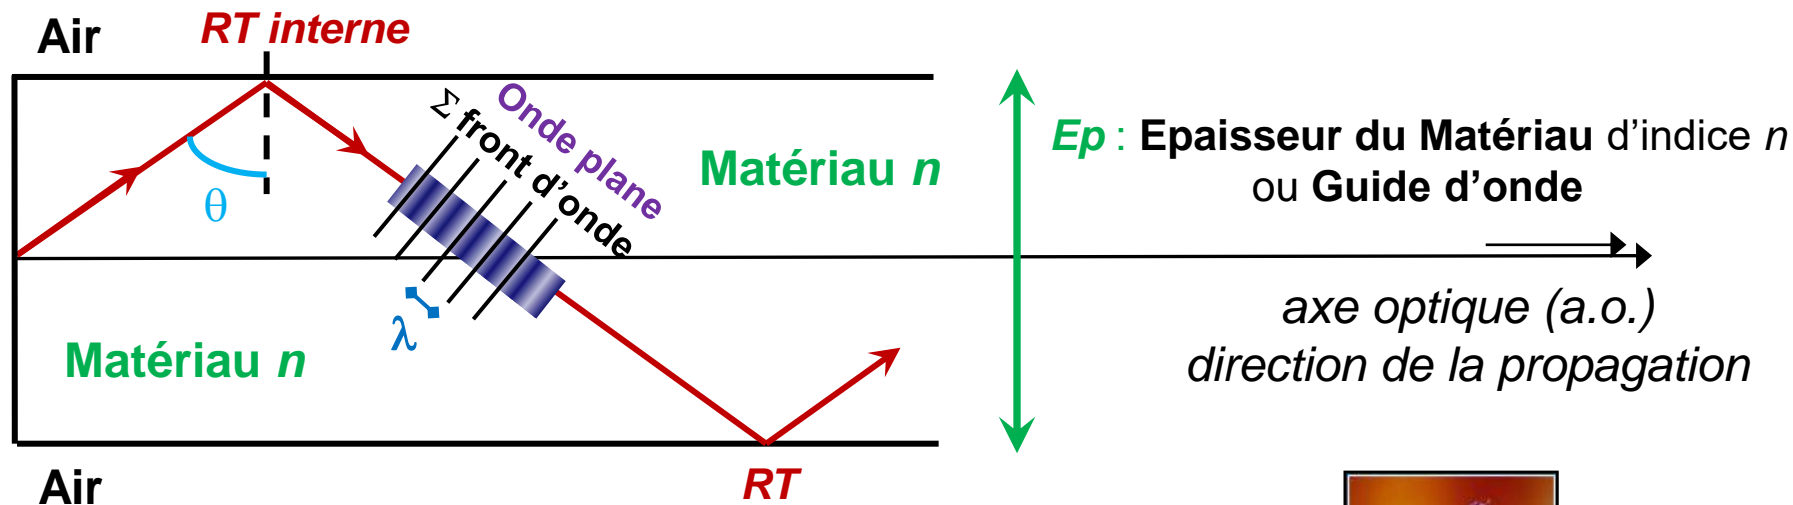 Air
RT interne
Onde plane
Σ front d’onde
θ
Matériau n
λ
Matériau n
Ep : Epaisseur du Matériau d’indice n
ou Guide d’onde
axe optique (a.o.)
direction de la propagation
Air
RT